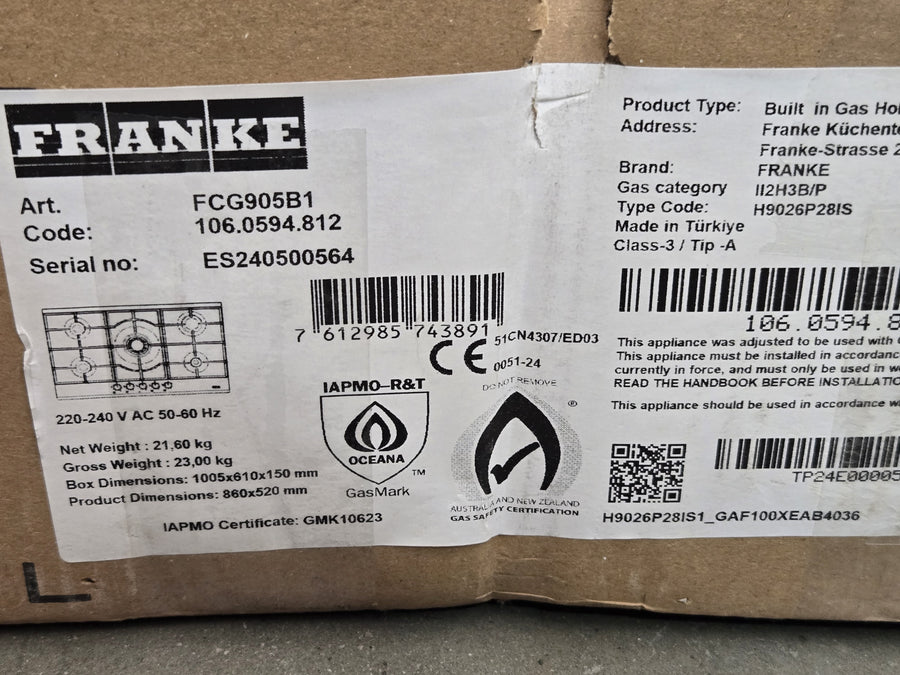 FRANKE
Art. FCG905B1
Code: 106.0594.812
Serial no: ES240500564
7 612985 743891
51CN4307/ED03
CE 0051-24
220-240 V AC 50-60 Hz
Net Weight : 21,60 kg
Gross Weight : 23,00 kg
Box Dimensions: 1005x610x150 mm
Product Dimensions: 860x520 mm
IAPMO Certificate: GMK10623
IAPMO-R&T
OCEANA
TM
GasMark
DO NOT REMOVE
®
AUSTRALIA AND NEW ZEALAND
GAS SAFETY CERTIFICATION
Product Type: Built in Gas
Address: Franke
Franke-Strasse 2
Brand: FRANKE
Gas category II2H3B/P
Type Code: H9026P28IS
Made in Türkiye
Class-3 / Tip -A
106.0594.8
This appliance was adjusted to be used with
This appliance must be installed in
currently in force, and must only be used in
READ THE HANDBOOK BEFORE
This appliance should be used in accordance
TP24E00005
H9026P28IS1_GAF100XEAB4036